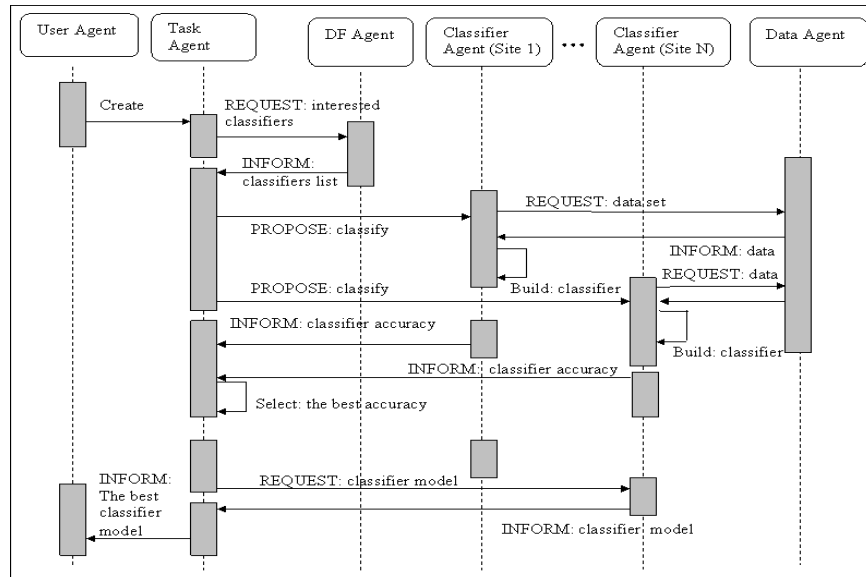 User Agent
Task
Agent
DF Agent
Classifier
Agent (Site 1)
...
Classifier
Agent (Site N)
Data Agent
Create
REQUEST: interested
classifiers
INFORM:
classifiers list
PROPOSE: classify
REQUEST: data set
INFORM: data
REQUEST: data
Build: classifier
PROPOSE: classify
INFORM: classifier accuracy
Build: classifier
INFORM: classifier accuracy
Select: the best accuracy
INFORM:
The best
classifier
model
REQUEST: classifier model
INFORM: classifier model